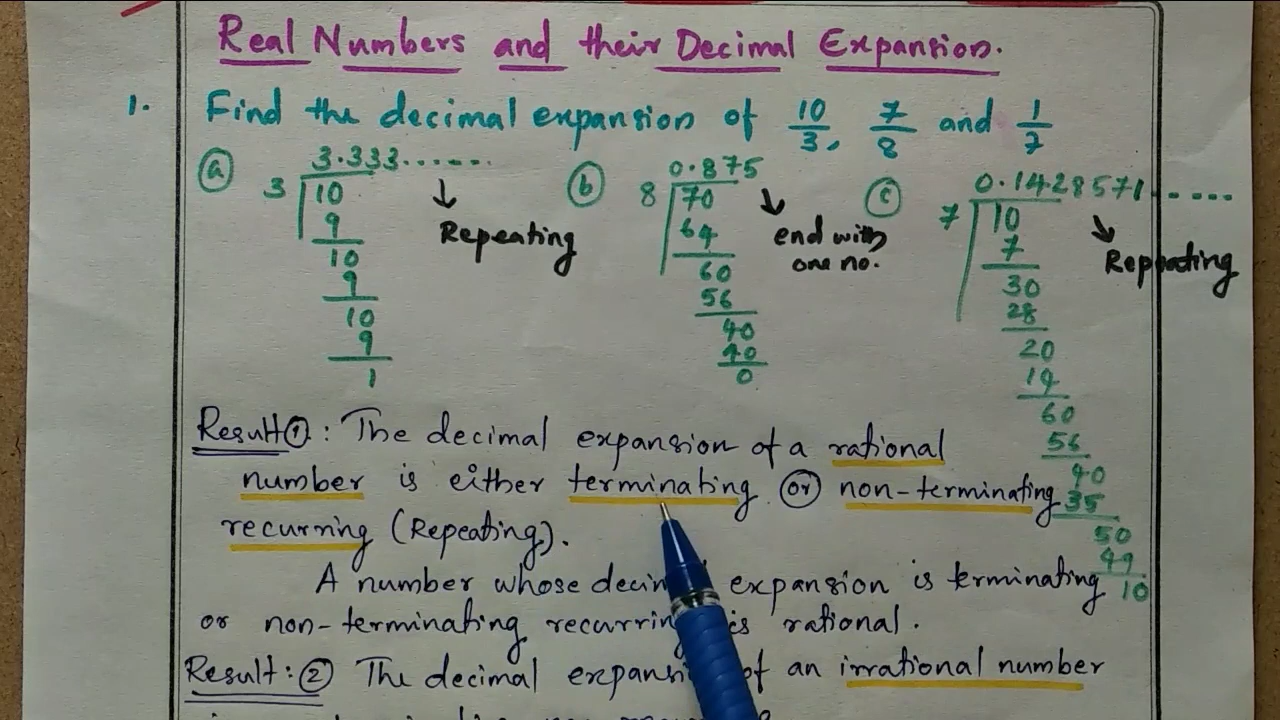 Real Numbers and their Decimal Expansion.
1. Find the decimal expansion of 10/3, 7/8 and 1/7
(a) 3.333......
3 10
9
10
9
10
9
1
↓
Repeating
(b) 0.875
8 70
64
60
56
40
40
0
↓
end with
one no.
(c) 0.1428571.....
7 10
7
30
28
20
14
60
56
40
35
50
49
10
↓
Repeating
Result①: The decimal expansion of a rational
number is either terminating (or) non-terminating
recurring (Repeating).
A number whose expansion is terminating
or non-terminating recurring is rational.
Result:② The decimal of an irrational number